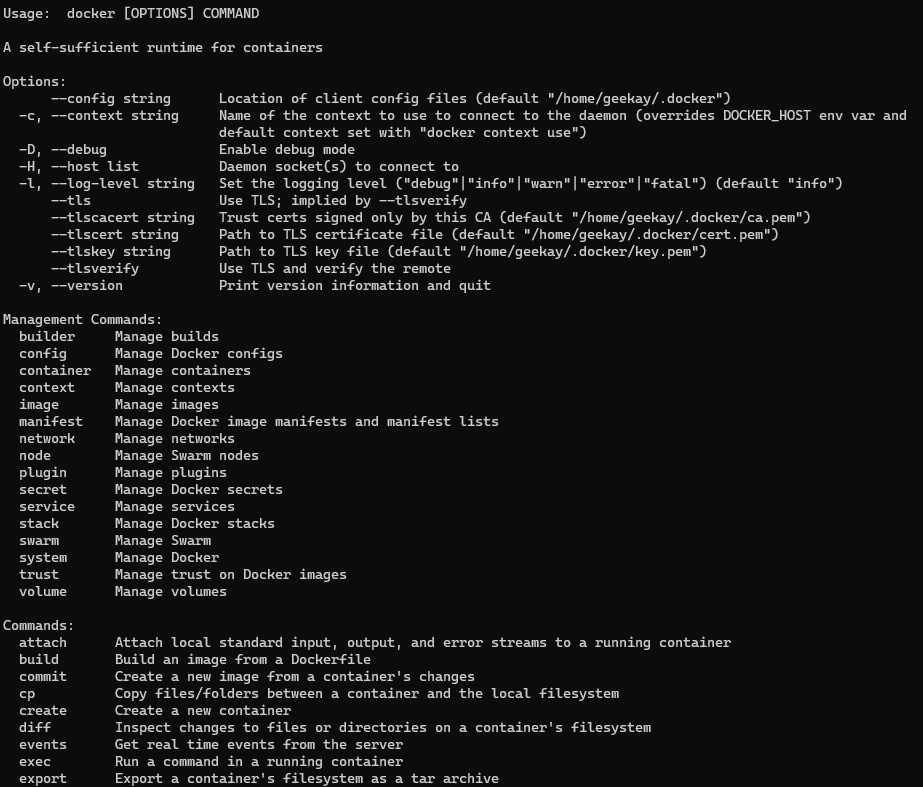 Usage:  docker [OPTIONS] COMMAND

A self-sufficient runtime for containers

Options:
      --config string      Location of client config files (default "/home/geekay/.docker")
  -c, --context string     Name of the context to use to connect to the daemon (overrides DOCKER_HOST env var and
                           default context set with "docker context use")
  -D, --debug              Enable debug mode
  -H, --host list          Daemon socket(s) to connect to
  -l, --log-level string   Set the logging level ("debug"|"info"|"warn"|"error"|"fatal") (default "info")
      --tls                Use TLS; implied by --tlsverify
      --tlscacert string   Trust certs signed only by this CA (default "/home/geekay/.docker/ca.pem")
      --tlscert string     Path to TLS certificate file (default "/home/geekay/.docker/cert.pem")
      --tlskey string      Path to TLS key file (default "/home/geekay/.docker/key.pem")
      --tlsverify          Use TLS and verify the remote
  -v, --version            Print version information and quit

Management Commands:
  builder     Manage builds
  config      Manage Docker configs
  container   Manage containers
  context     Manage contexts
  image       Manage images
  manifest    Manage Docker image manifests and manifest lists
  network     Manage networks
  node        Manage Swarm nodes
  plugin      Manage plugins
  secret      Manage Docker secrets
  service     Manage services
  stack       Manage Docker stacks
  swarm       Manage Swarm
  system      Manage Docker
  trust       Manage trust on Docker images
  volume      Manage volumes

Commands:
  attach      Attach local standard input, output, and error streams to a running container
  build       Build an image from a Dockerfile
  commit      Create a new image from a container's changes
  cp          Copy files/folders between a container and the local filesystem
  create      Create a new container
  diff        Inspect changes to files or directories on a container's filesystem
  events      Get real time events from the server
  exec        Run a command in a running container
  export      Export a container's filesystem as a tar archive